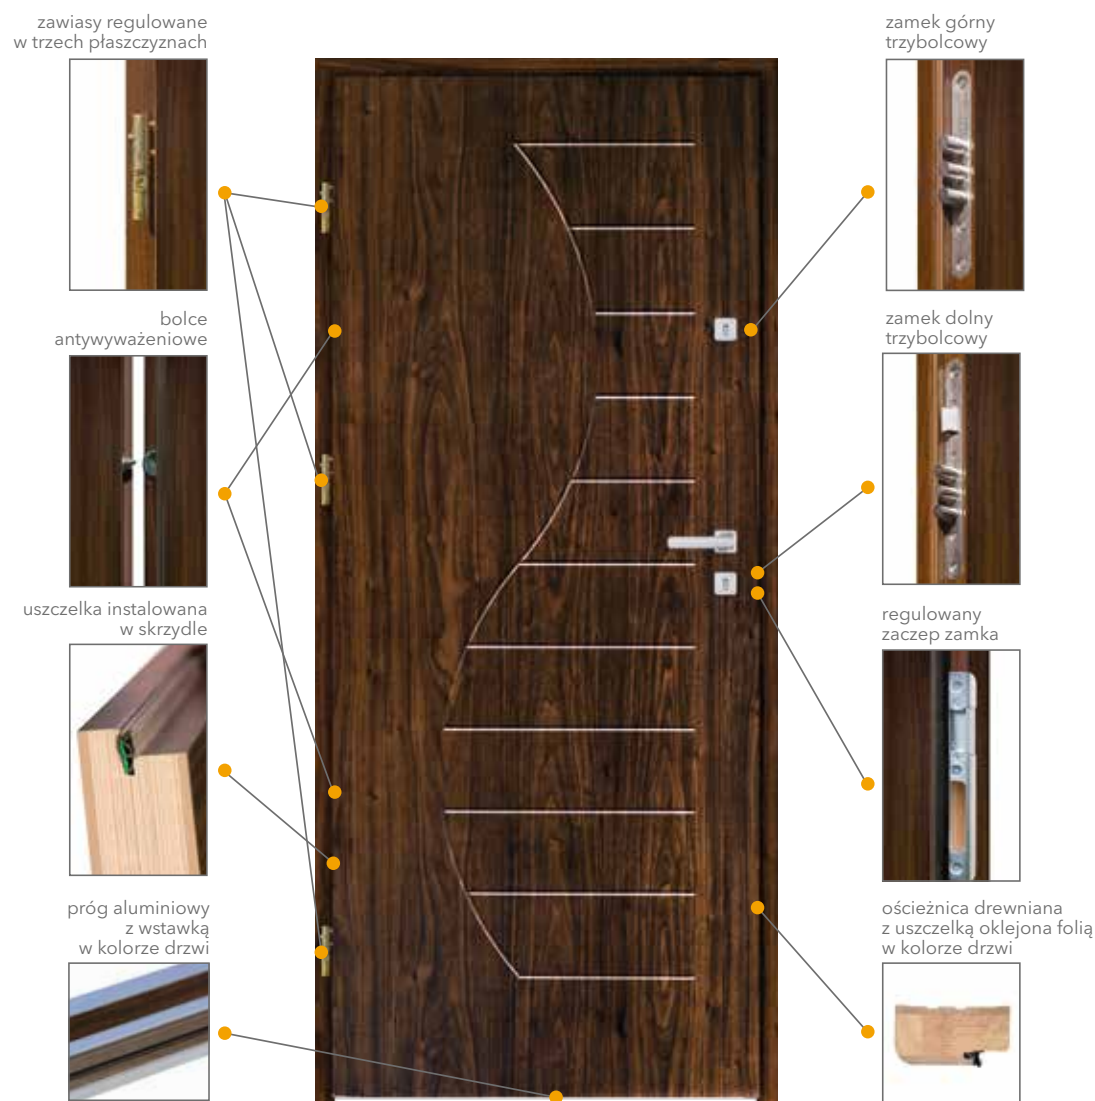 zawiasy regulowane
w trzech płaszczyznach
bolce
antywyważeniowe
uszczelka instalowana
w skrzydle
próg aluminiowy
z wstawką
w kolorze drzwi
zamek górny
trzybolcowy
zamek dolny
trzybolcowy
regulowany
zaczep zamka
ościeżnica drewniana
z uszczelką oklejona folią
w kolorze drzwi